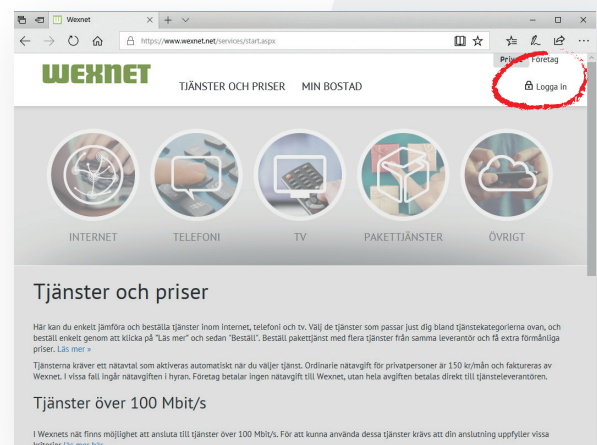 Wexnet
https://www.wexnet.net/services/start.aspx
Privat Företag
WEXNET
TJÄNSTER OCH PRISER MIN BOSTAD
Logga in
INTERNET TELEFONI TV PAKETTJÄNSTER ÖVRIGT
Tjänster och priser
Här kan du enkelt jämföra och beställa tjänster inom internet, telefoni och tv. Välj de tjänster som passar just dig bland tjänstekategorierna ovan, och
beställ enkelt genom att klicka på "Läs mer" och sedan "Beställ". Beställ pakettjänst med flera tjänster från samma leverantör och få extra förmånliga
priser. Läs mer »
Tjänsterna kräver ett nätavtal som aktiveras automatiskt när du väljer tjänst. Ordinarie nätavgift för privatpersoner är 150 kr/mån och faktureras av
Wexnet. I vissa fall ingår nätavgiften i hyran. Företag betalar ingen nätavgift till Wexnet, utan hela avgiften betalas direkt till tjänsteleverantören.
Tjänster över 100 Mbit/s
I Wexnets nät finns möjlighet att ansluta till tjänster över 100 Mbit/s. För att kunna använda dessa tjänster krävs att din anslutning uppfyller vissa
kriterier läs mer här